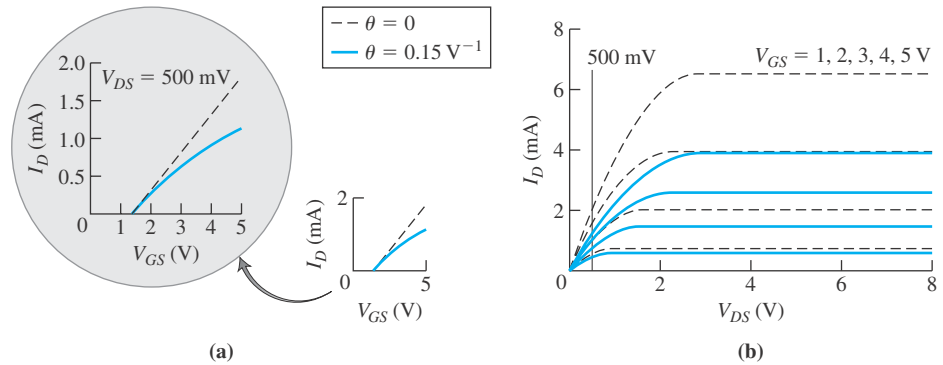 θ = 0
θ = 0.15 V⁻¹
V_DS = 500 mV
2.0
1.5
1.0
0.5
0 1 2 3 4 5
I_D (mA)
V_GS (V)
2
I_D (mA)
0 5
V_GS (V)
(a)
500 mV
V_GS = 1, 2, 3, 4, 5 V
8
6
4
2
0 2 4 6 8
I_D (mA)
V_DS (V)
(b)